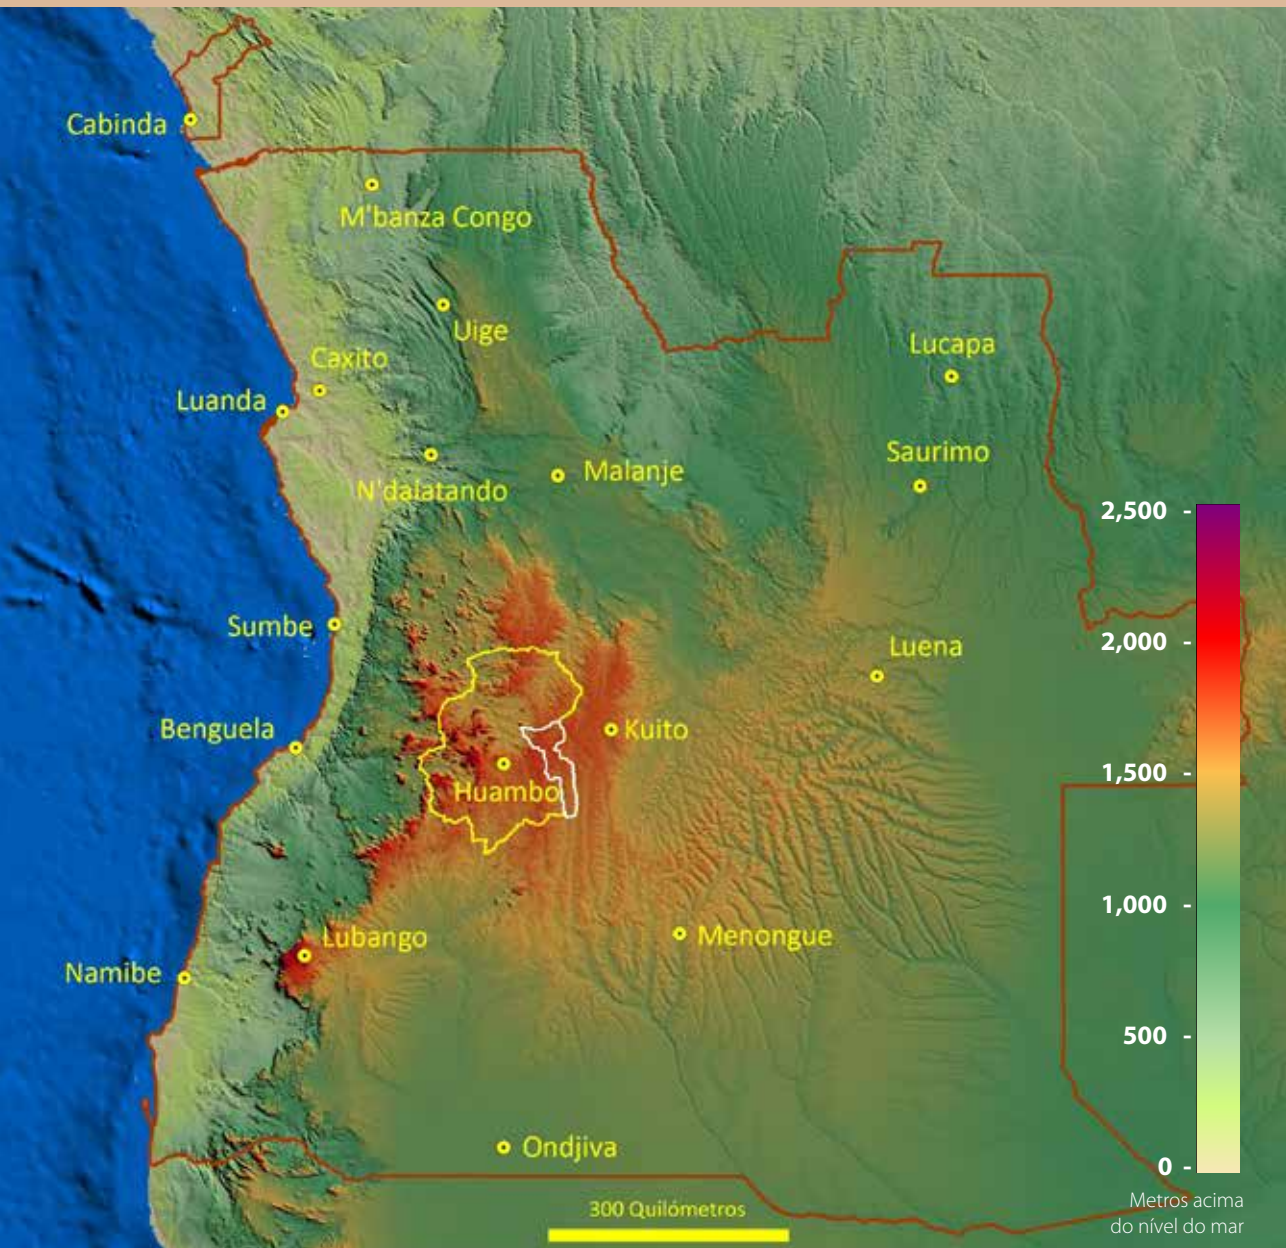 Cabinda
M'banza Congo
Uige
Caxito
Lucapa
Luanda
Saurimo
Malanje
N'dalatando
2,500 -
Sumbe
2,000 -
Luena
Benguela
Kuito
1,500 -
Huambo
1,000 -
Lubango
Menongue
Namibe
500 -
Ondjiva
0 -
300 Quilómetros
Metros acima
do nível do mar